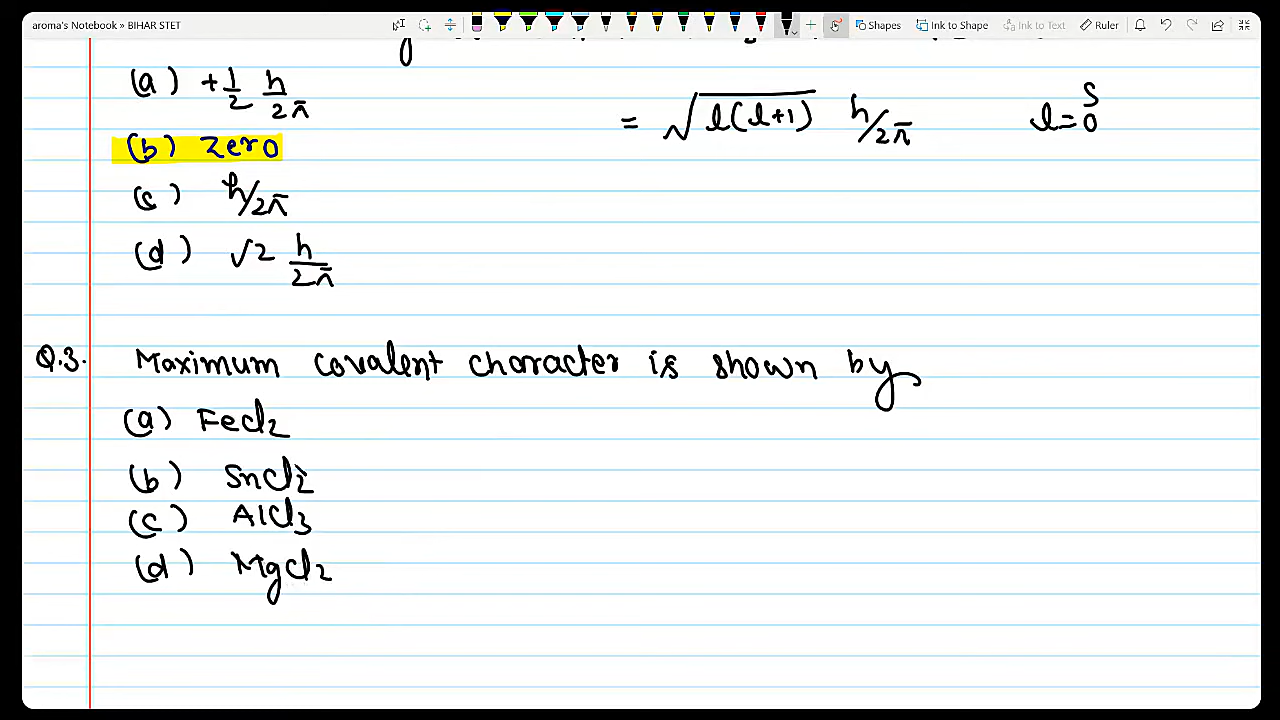 aroma's Notebook » BIHAR STET
Shapes Ink to Shape Ink to Text Ruler
(a) +1/2 h/2π
= √l(l+1) h/2π l=0 s
(b) Zero
(c) h/2π
(d) √2 h/2π
Q.3. Maximum covalent character is shown by
(a) FeCl2
(b) SnCl2
(c) AlCl3
(d) MgCl2